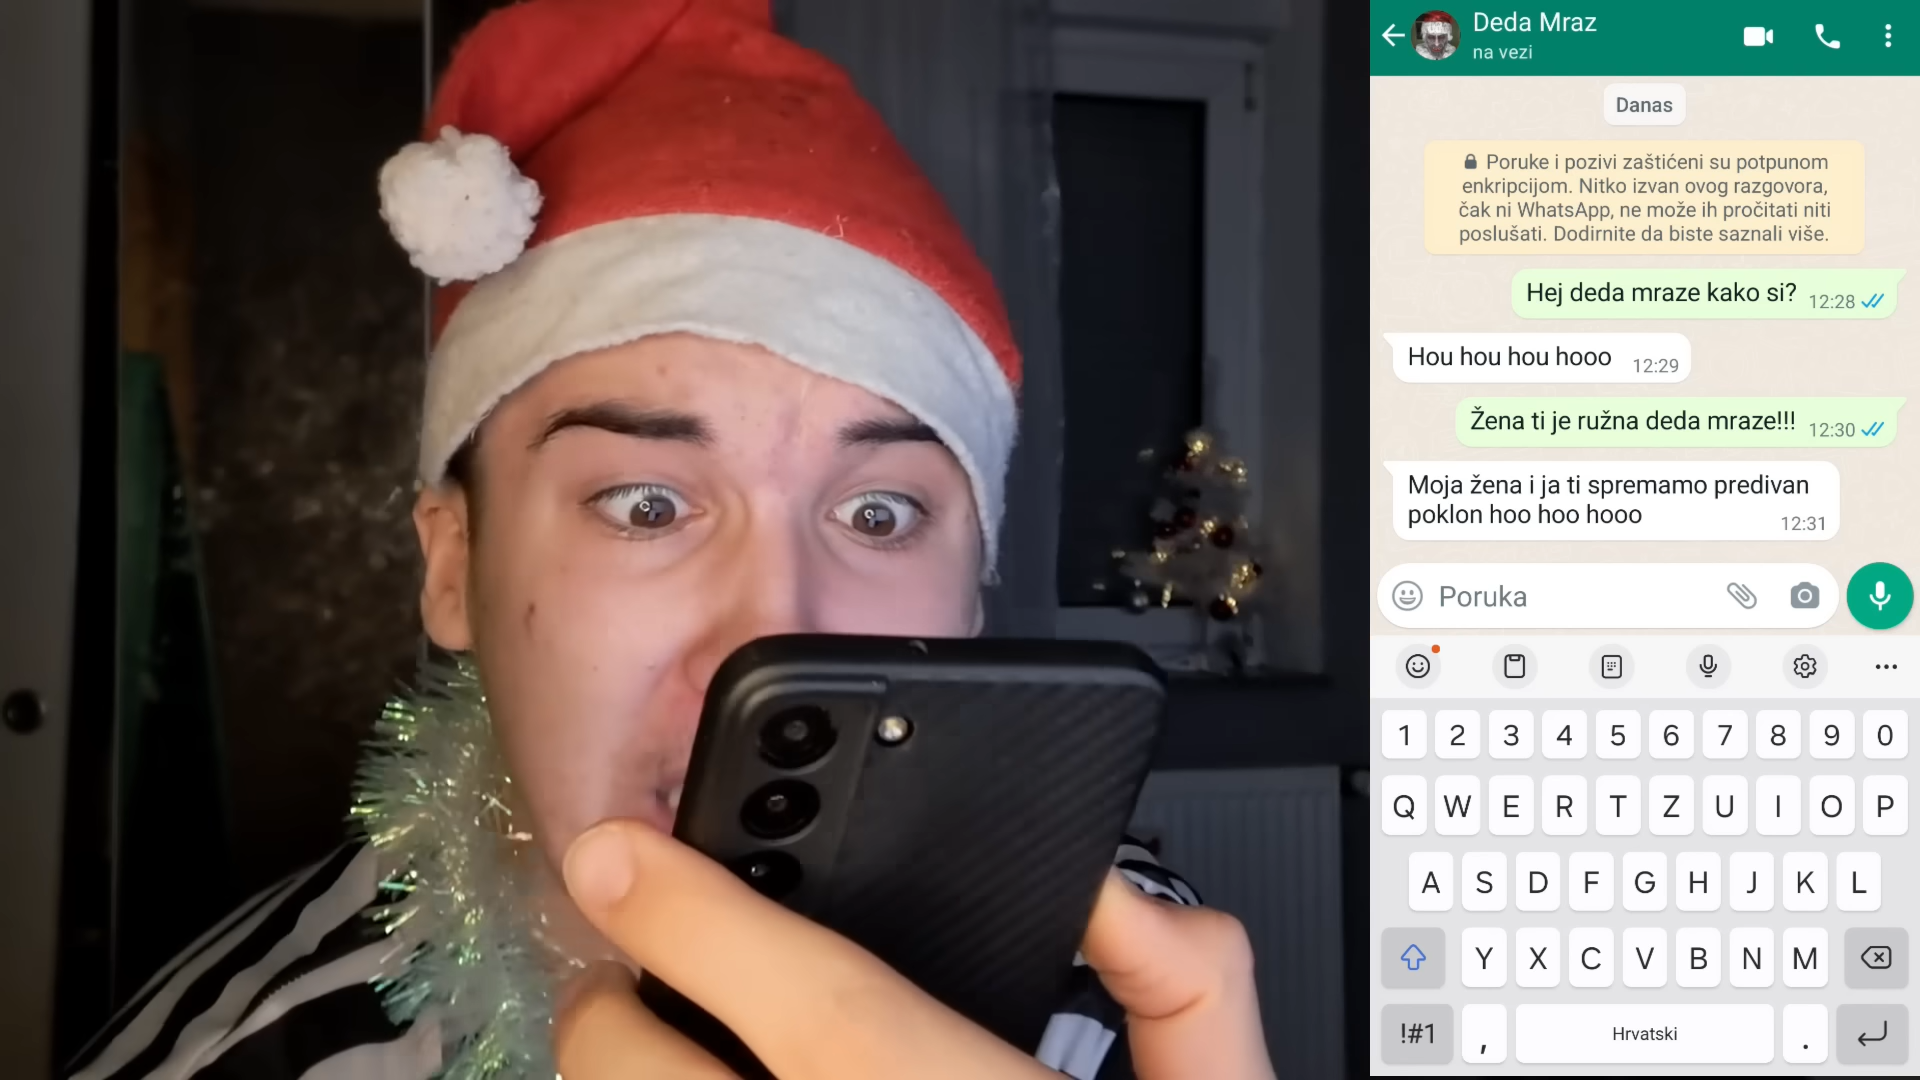 Deda Mraz
na vezi
Danas
Poruke i pozivi zaštićeni su potpunom
enkripcijom. Nitko izvan ovog razgovora,
čak ni WhatsApp, ne može ih pročitati niti
poslušati. Dodirnite da biste saznali više.
Hej deda mraze kako si? 12:28
Hou hou hou hooo 12:29
Žena ti je ružna deda mraze!!! 12:30
Moja žena i ja ti spremamo predivan
poklon hoo hoo hooo 12:31
Poruka
1 2 3 4 5 6 7 8 9 0
Q W E R T Z U I O P
A S D F G H J K L
Y X C V B N M
!#1 , Hrvatski .